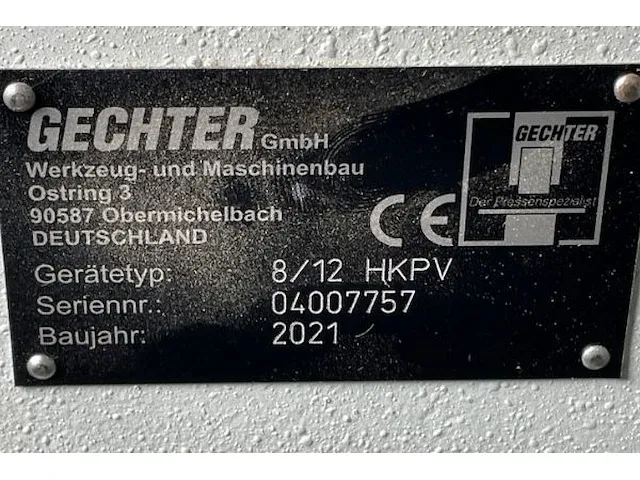 GECHTER GmbH
Werkzeug- und Maschinenbau
Ostring 3
90587 Obermichelbach
DEUTSCHLAND
CE
GECHTER
Der Pressenspezialist
Gerätetyp: 8/12 HKPV
Seriennr.: 04007757
Baujahr: 2021